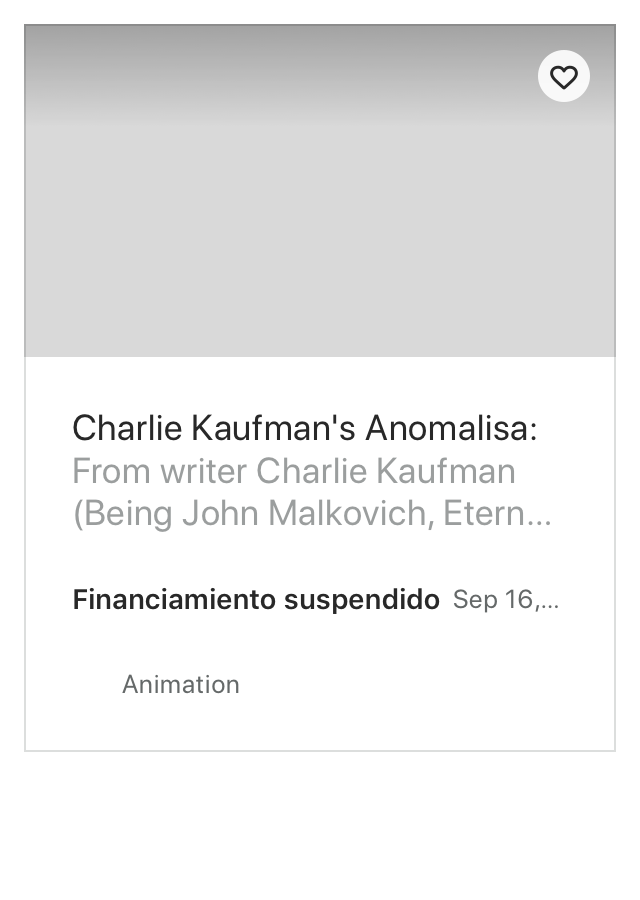 Charlie Kaufman's Anomalisa:
From writer Charlie Kaufman
(Being John Malkovich, Etern...
Financiamiento suspendido Sep 16,...
Animation